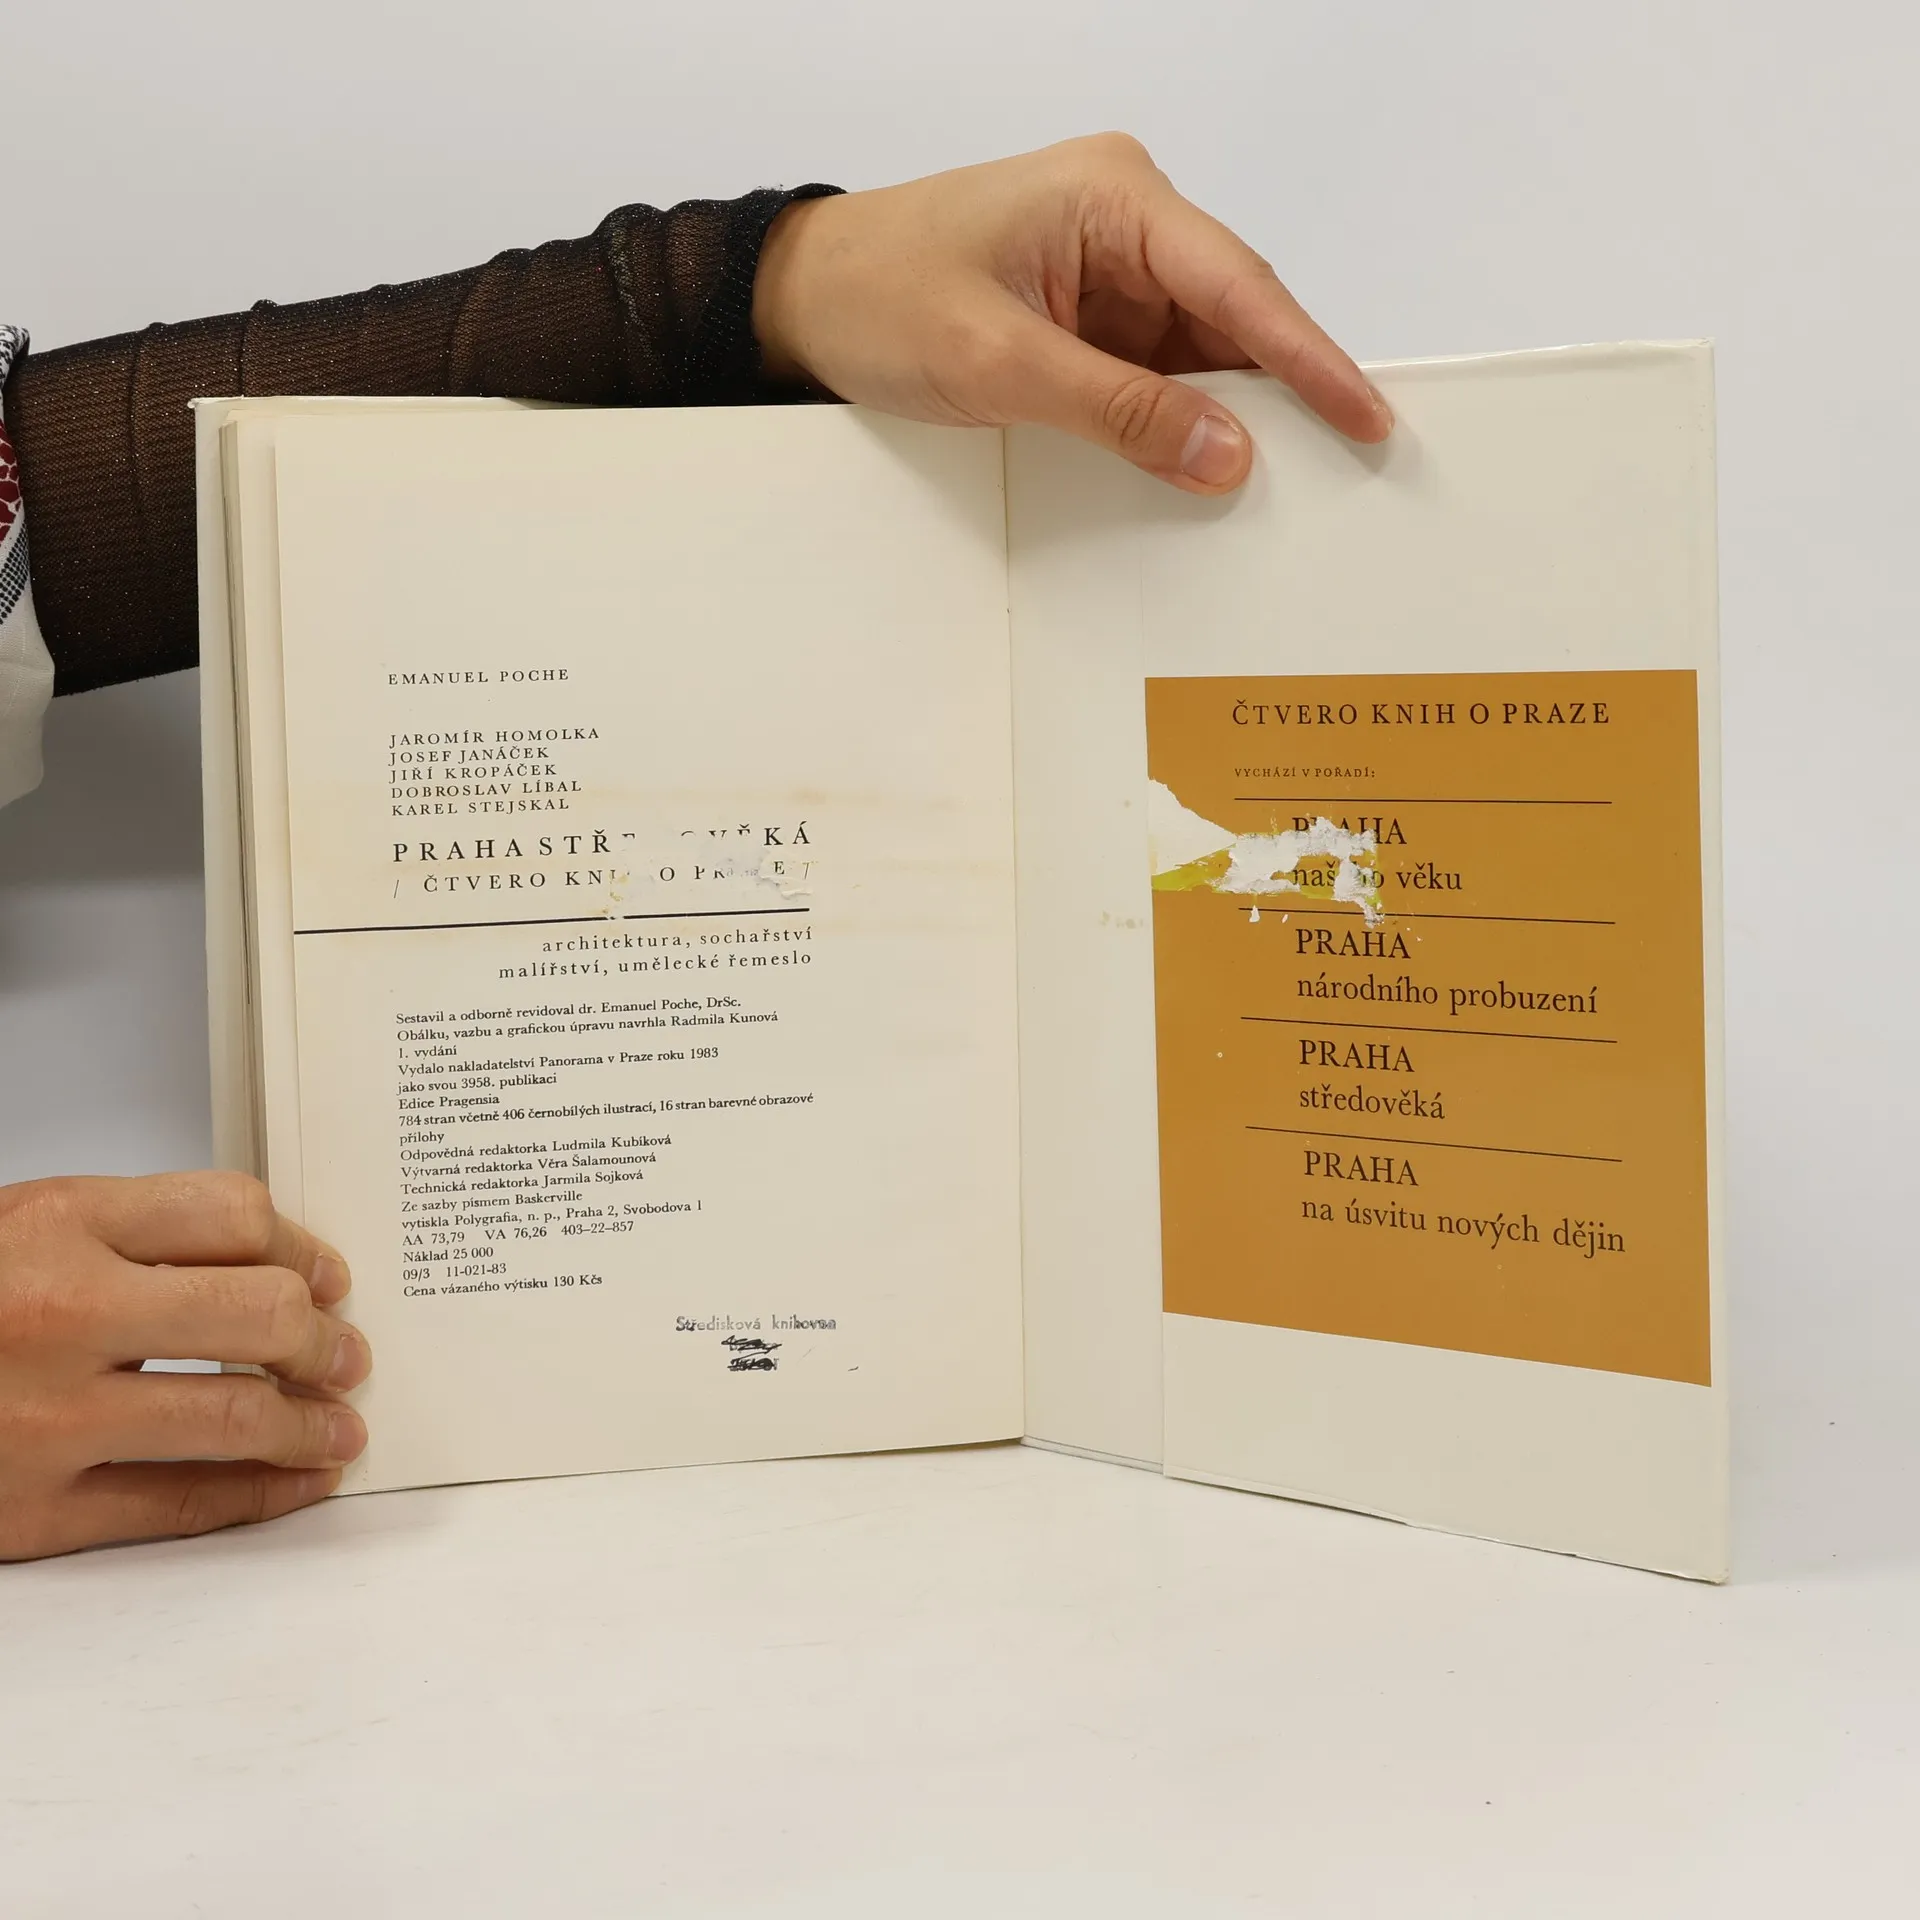 EMANUEL POCHE
JAROMÍR HOMOLKA
JOSEF JANÁČEK
JIŘÍ KROPÁČEK
DOBROSLAV LÍBAL
KAREL STEJSKAL
PRAHA
/ ČTVERO O
architektura, sochařství
malířství, umělecké řemeslo
Sestavil a odborně revidoval dr. Emanuel Poche, DrSc.
Obálku, vazbu a grafickou úpravu navrhla Radmila Kunová
1. vydání
Vydalo nakladatelství Panorama v Praze roku 1983
jako svou 3958. publikaci
Edice Pragensia
784 stran včetně 406 černobílých ilustrací, 16 stran barevné obrazové
přílohy
Odpovědná redaktorka Ludmila Kubíková
Výtvarná redaktorka Věra Šalamounová
Technická redaktorka Jarmila Sojková
Ze sazby písmem Baskerville
vytiskla Polygrafia, n. p., Praha 2, Svobodova 1
AA 73,79 VA 76,26 403–22–857
Náklad 25 000
09/3 11-021-83
Cena vázaného výtisku 130 Kčs
Středisková knihovna
ČTVERO KNIH O PRAZE
VYCHÁZÍ V POŘADÍ:
PRAHA
věku
PRAHA
národního probuzení
PRAHA
středověká
PRAHA
na úsvitu nových dějin